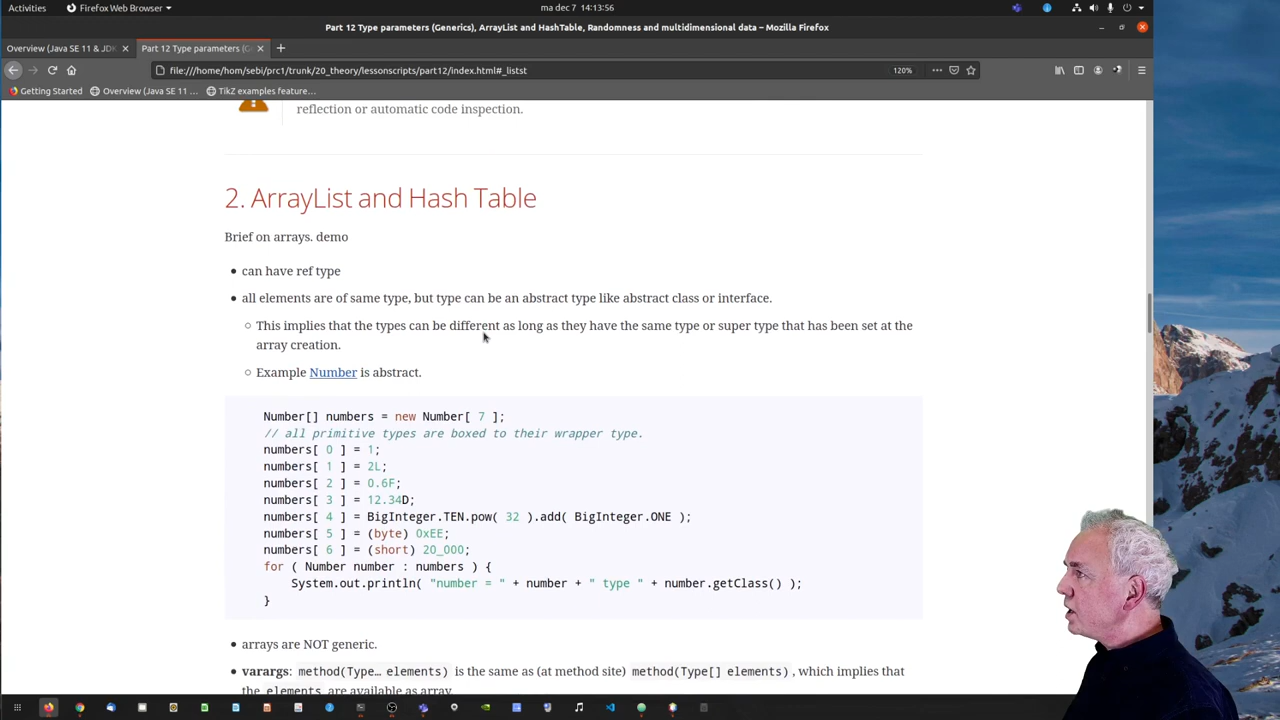 Activities Firefox Web Browser ma dec 7 14:13:56
Part 12 Type parameters (Generics), ArrayList and HashTable, Randomness and multidimensional data – Mozilla Firefox
Overview (Java SE 11 & JDK Part 12 Type parameters (G
file:///home/hom/sebi/prc1/trunk/20_theory/lessonscripts/part12/index.html#_listst 120%
Getting Started Overview (Java SE 11 ... TikZ examples feature...
reflection or automatic code inspection.
2. ArrayList and Hash Table
Brief on arrays. demo
can have ref type
all elements are of same type, but type can be an abstract type like abstract class or interface.
This implies that the types can be different as long as they have the same type or super type that has been set at the
array creation.
Example Number is abstract.
Number[] numbers = new Number[ 7 ];
// all primitive types are boxed to their wrapper type.
numbers[ 0 ] = 1;
numbers[ 1 ] = 2L;
numbers[ 2 ] = 0.6F;
numbers[ 3 ] = 12.34D;
numbers[ 4 ] = BigInteger.TEN.pow( 32 ).add( BigInteger.ONE );
numbers[ 5 ] = (byte) 0xEE;
numbers[ 6 ] = (short) 20_000;
for ( Number number : numbers ) {
System.out.println( "number = " + number + " type " + number.getClass() );
}
arrays are NOT generic.
varargs: method(Type… elements) is the same as (at method site) method(Type[] elements), which implies that
the elements are available as array.